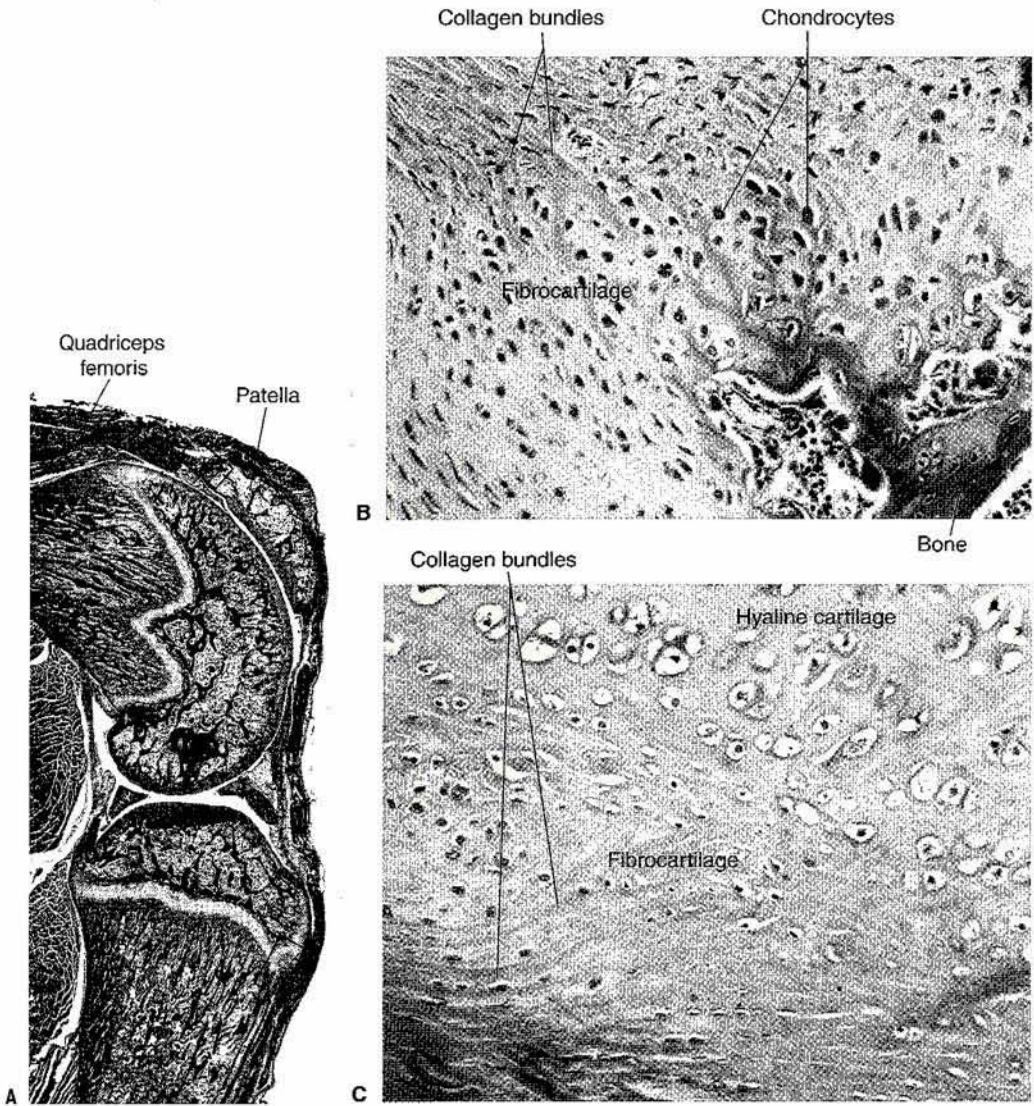 Quadriceps
femoris
Patella
A
Collagen bundles
Chondrocytes
Fibrocartilage
B
Bone
Collagen bundles
Hyaline cartilage
Fibrocartilage
C